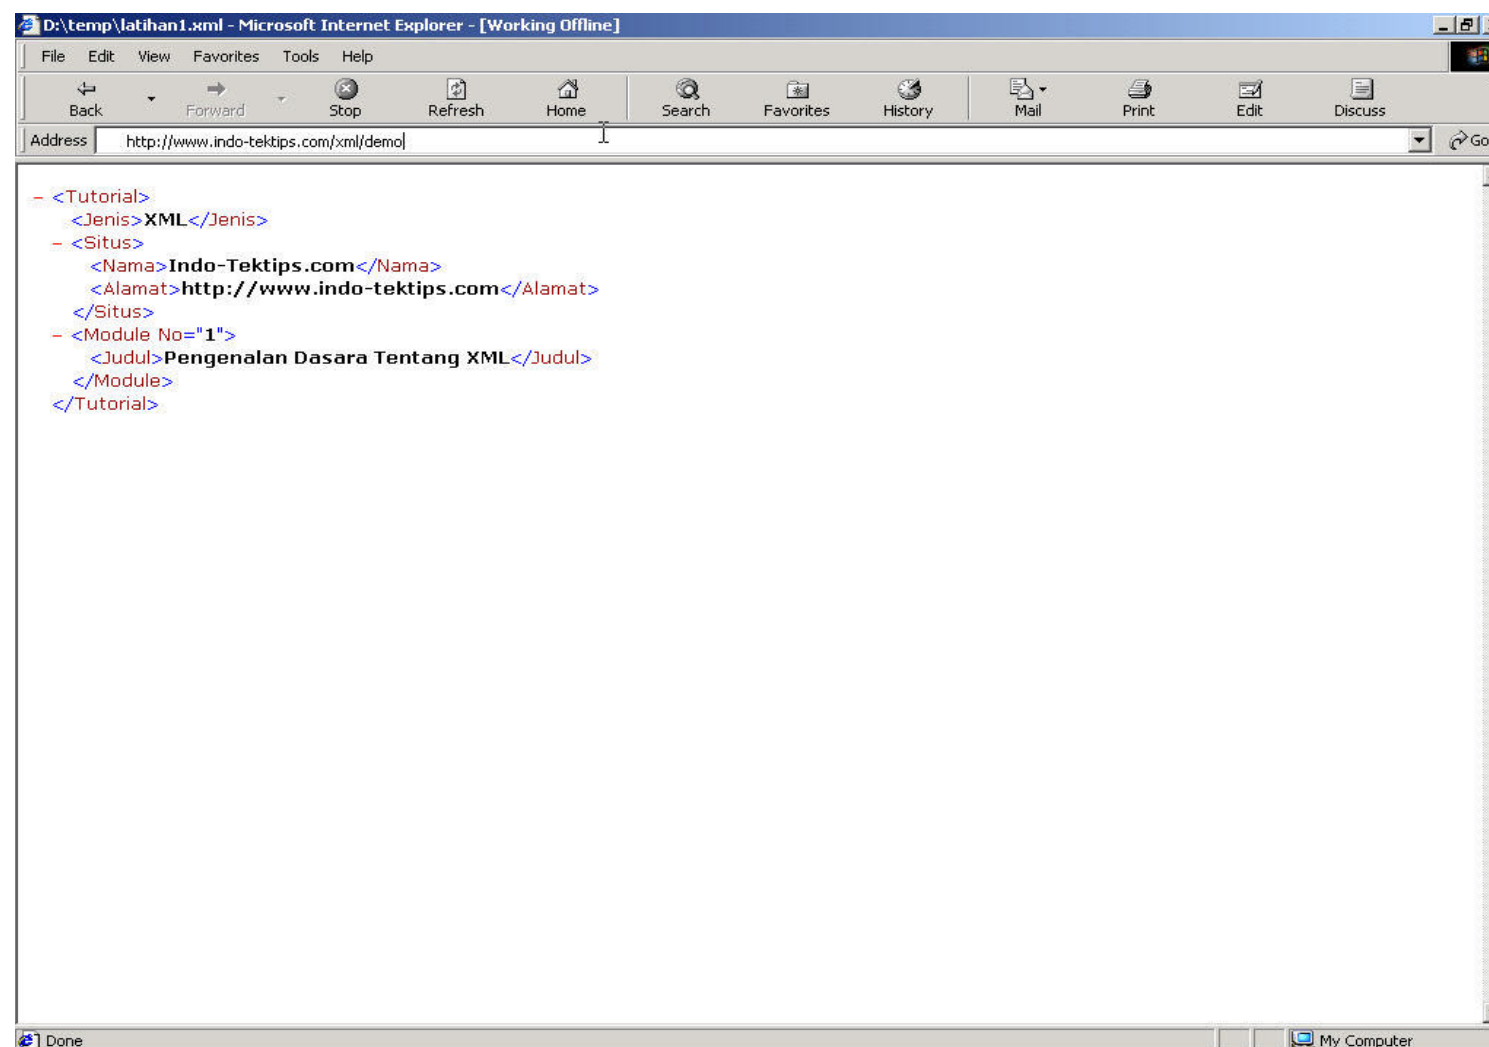 D:\temp\latihan1.xml - Microsoft Internet Explorer - [Working Offline]
File Edit View Favorites Tools Help
Back Forward Stop Refresh Home Search Favorites History Mail Print Edit Discuss
Address http://www.indo-tektips.com/xml/demo Go
- <Tutorial>
<Jenis>XML</Jenis>
- <Situs>
<Nama>Indo-Tektips.com</Nama>
<Alamat>http://www.indo-tektips.com</Alamat>
</Situs>
- <Module No="1">
<Judul>Pengenalan Dasara Tentang XML</Judul>
</Module>
</Tutorial>
Done My Computer